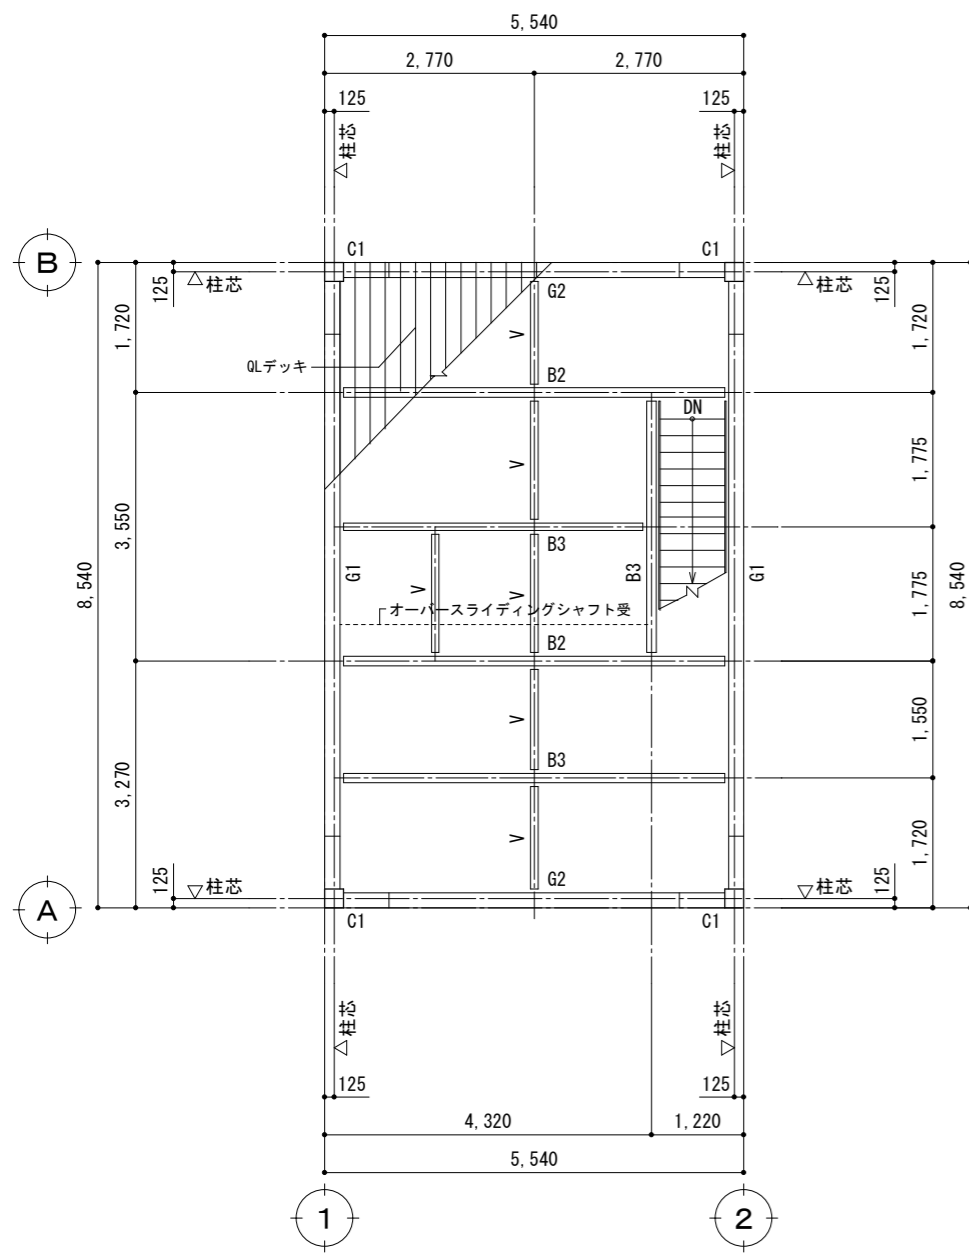 5,540
2,770 2,770
125 125
柱芯 柱芯
B C1 C1
125 柱芯 柱芯 125
1,720 G2 1,720
V
QLデッキ
B2
DN
V 1,775
3,550
B3
8,540 G1 V V B3 G1 1,775 8,540
オーバースライディングシャフト受
B2
V 1,550
B3
3,270
V 1,720
G2
125 柱芯 柱芯 125
A C1 C1
柱芯 柱芯
125 125
4,320 1,220
5,540
1 2